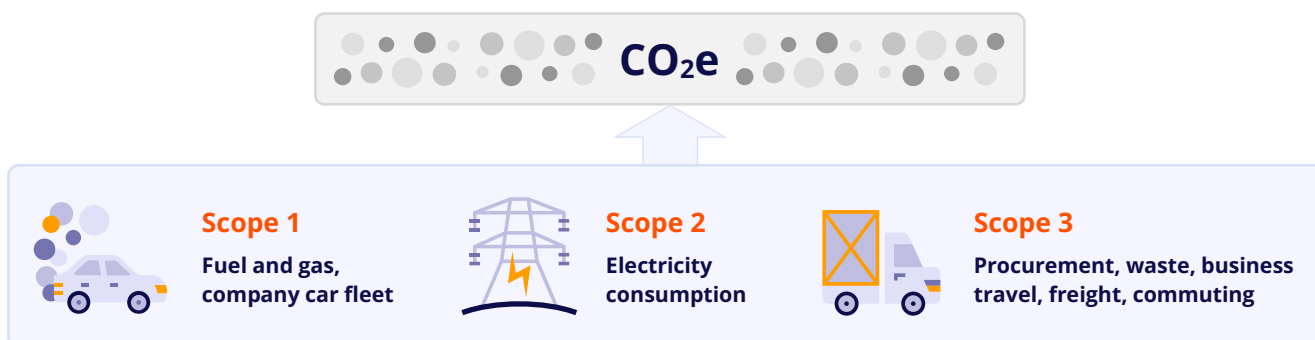 CO₂e
Scope 1
Fuel and gas,
company car fleet
Scope 2
Electricity
consumption
Scope 3
Procurement, waste, business
travel, freight, commuting